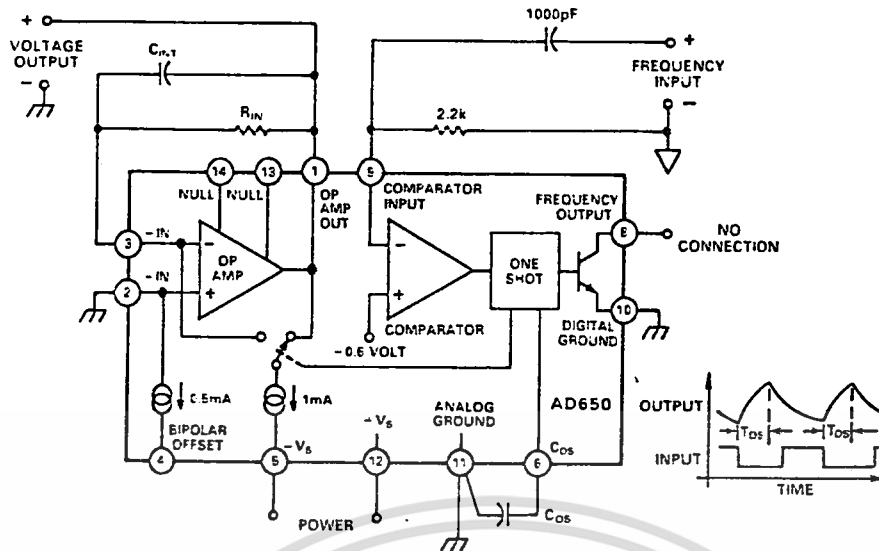 1000pF
+
VOLTAGE
OUTPUT
-
CINT
RIN
2.2k
+
FREQUENCY
INPUT
-
14
13
1
9
NULL
NULL
OP
AMP
OUT
COMPARATOR
INPUT
FREQUENCY
OUTPUT
3
-IN
-
OP
AMP
2
-IN
+
-
+
COMPARATOR
-0.6 VOLT
ONE
SHOT
8
NO
CONNECTION
10
DIGITAL
GROUND
0.5mA
1mA
BIPOLAR
OFFSET
-VS
-VS
ANALOG
GROUND
AD650
COS
4
5
12
11
6
POWER
COS
OUTPUT
TOS
TOS
INPUT
TIME